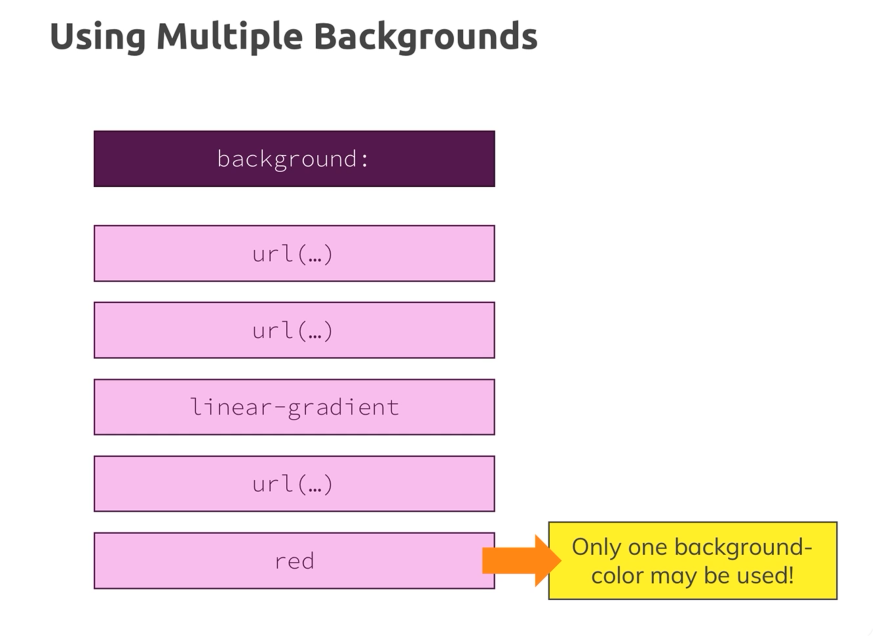 Using Multiple Backgrounds
background:
url(…)
url(…)
linear-gradient
url(…)
red
Only one background-
color may be used!